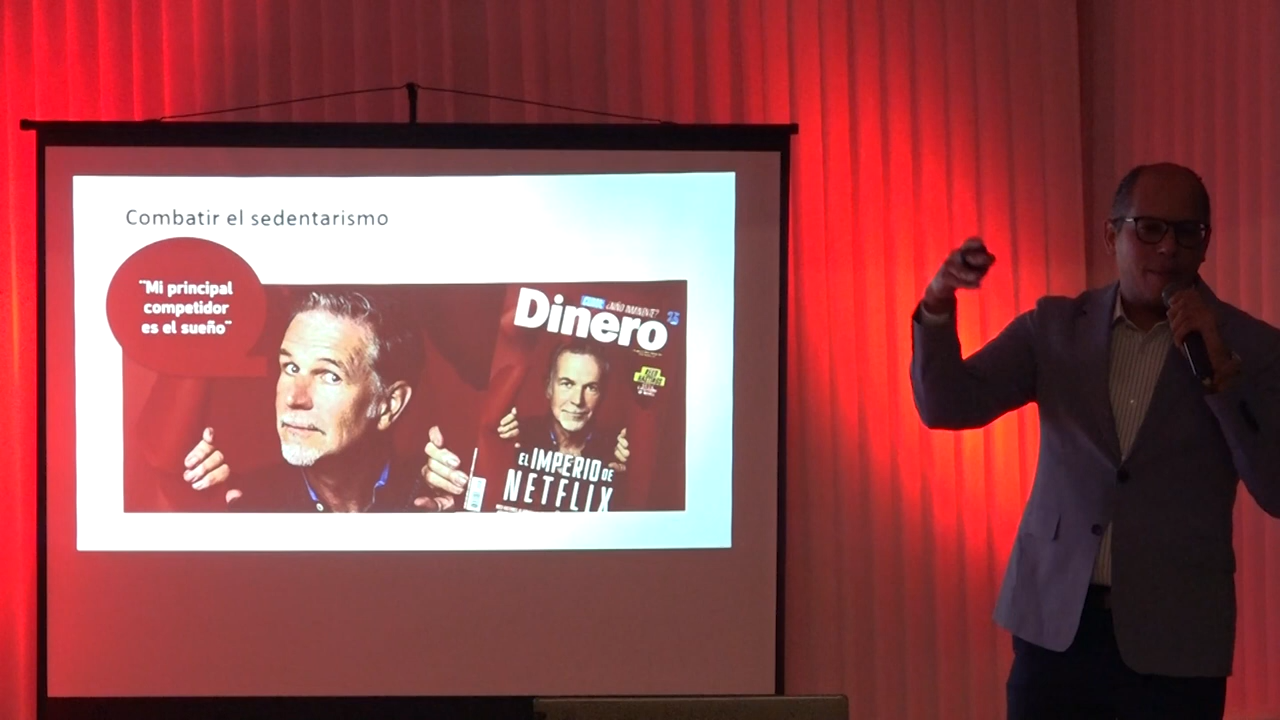 Combatir el sedentarismo
¨Mi principal
competidor
es el sueño¨
Dinero
EL IMPERIO DE
NETFLIX